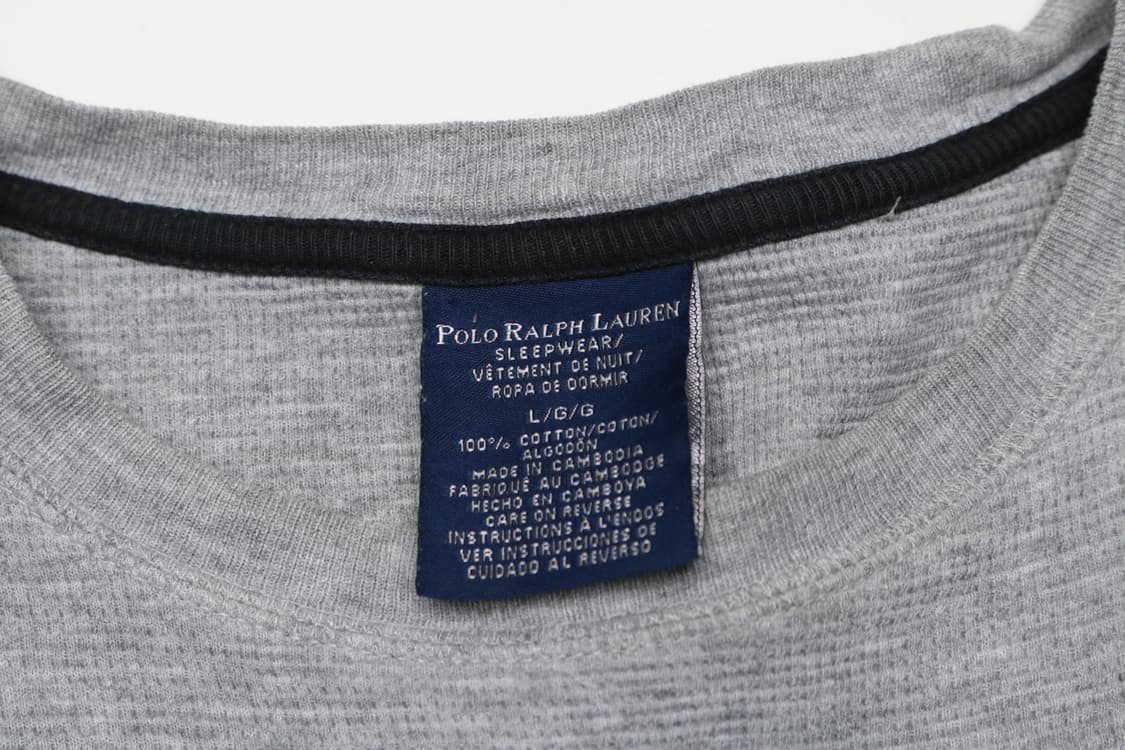 POLO RALPH LAUREN
SLEEPWEAR/
VÊTEMENT DE NUIT/
ROPA DE DORMIR
L/G/G
100% COTTON/COTON/
ALGODÓN
MADE IN CAMBODIA
FABRIQUÉ AU CAMBODGE
HECHO EN CAMBOYA
CARE ON REVERSE
INSTRUCTIONS À L'ENDOS
VER INSTRUCCIONES DE
CUIDADO AL REVERSO